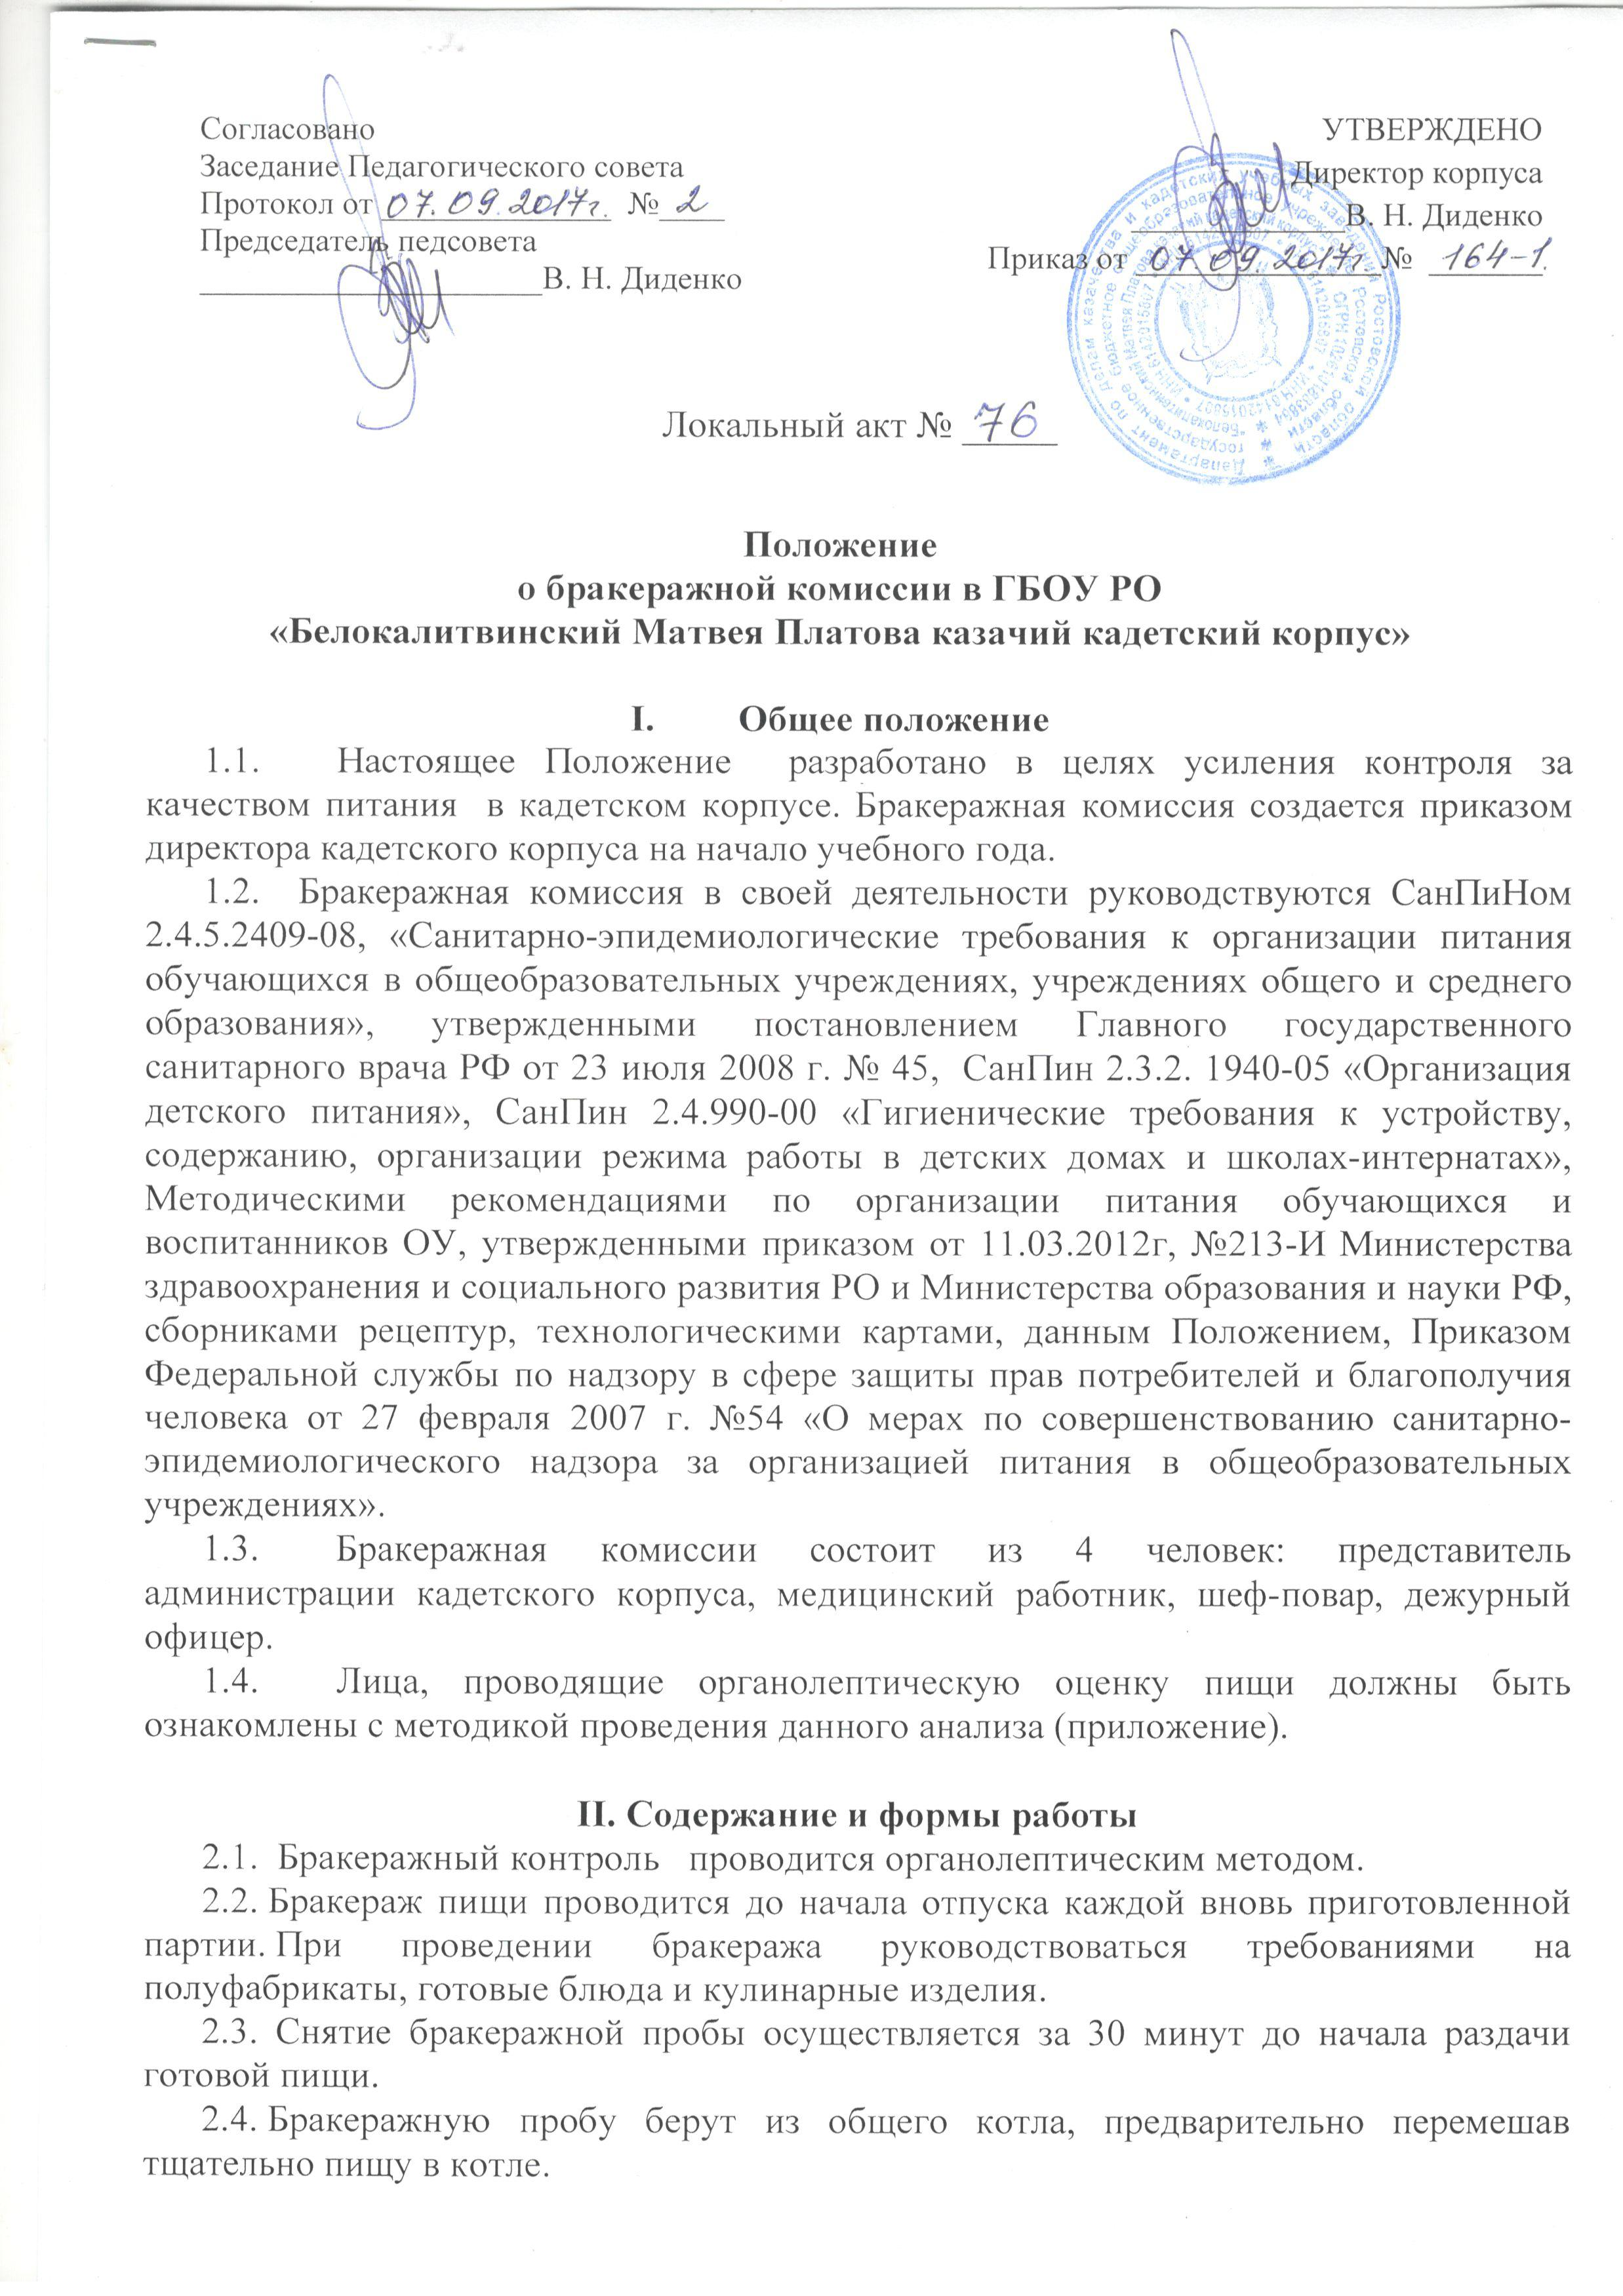 Согласовано
Заседание Педагогического совета
Протокол от 07.09.2017г. № 2
Председатель педсовета
В. Н. Диденко
УТВЕРЖДЕНО
Директор корпуса
В. Н. Диденко
Приказ от 07.09.2017г № 164-1.
Локальный акт № 76
Положение
о бракеражной комиссии в ГБОУ РО
«Белокалитвинский Матвея Платова казачий кадетский корпус»
I. Общее положение
1.1. Настоящее Положение разработано в целях усиления контроля за
качеством питания в кадетском корпусе. Бракеражная комиссия создается приказом
директора кадетского корпуса на начало учебного года.
1.2. Бракеражная комиссия в своей деятельности руководствуются СанПиНом
2.4.5.2409-08, «Санитарно-эпидемиологические требования к организации питания
обучающихся в общеобразовательных учреждениях, учреждениях общего и среднего
образования», утвержденными постановлением Главного государственного
санитарного врача РФ от 23 июля 2008 г. № 45, СанПин 2.3.2. 1940-05 «Организация
детского питания», СанПин 2.4.990-00 «Гигиенические требования к устройству,
содержанию, организации режима работы в детских домах и школах-интернатах»,
Методическими рекомендациями по организации питания обучающихся и
воспитанников ОУ, утвержденными приказом от 11.03.2012г, №213-И Министерства
здравоохранения и социального развития РО и Министерства образования и науки РФ,
сборниками рецептур, технологическими картами, данным Положением, Приказом
Федеральной службы по надзору в сфере защиты прав потребителей и благополучия
человека от 27 февраля 2007 г. №54 «О мерах по совершенствованию санитарно-
эпидемиологического надзора за организацией питания в общеобразовательных
учреждениях».
1.3. Бракеражная комиссии состоит из 4 человек: представитель
администрации кадетского корпуса, медицинский работник, шеф-повар, дежурный
офицер.
1.4. Лица, проводящие органолептическую оценку пищи должны быть
ознакомлены с методикой проведения данного анализа (приложение).
II. Содержание и формы работы
2.1. Бракеражный контроль проводится органолептическим методом.
2.2. Бракераж пищи проводится до начала отпуска каждой вновь приготовленной
партии. При проведении бракеража руководствоваться требованиями на
полуфабрикаты, готовые блюда и кулинарные изделия.
2.3. Снятие бракеражной пробы осуществляется за 30 минут до начала раздачи
готовой пищи.
2.4. Бракеражную пробу берут из общего котла, предварительно перемешав
тщательно пищу в котле.